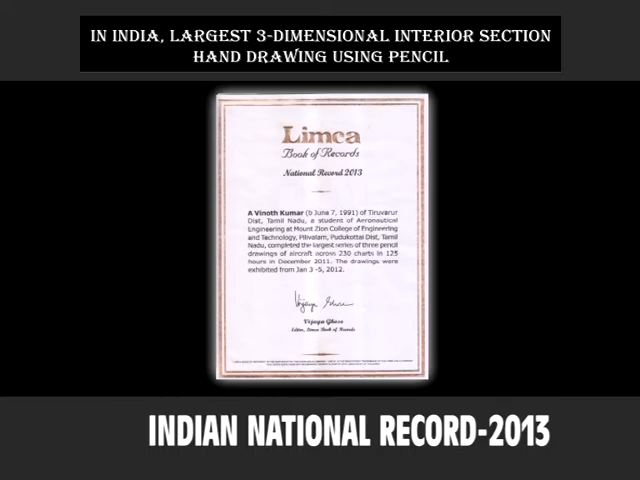 IN INDIA, LARGEST 3-DIMENSIONAL INTERIOR SECTION
HAND DRAWING USING PENCIL
Limca
Book of Records
National Record 2013
A Vinoth Kumar (b June 7, 1991) of Tiruvarur
Dist, Tamil Nadu, a student of Aeronautical
Engineering at Mount Zion College of Engineering
and Technology, Pilivalam, Pudukottai Dist, Tamil
Nadu, completed the largest series of three pencil
drawings of aircraft across 230 charts in 125
hours in December 2011. The drawings were
exhibited from Jan 3 -5, 2012.
Vijaya Ghose
Vijaya Ghose
Editor, Limca Book of Records
INDIAN NATIONAL RECORD-2013